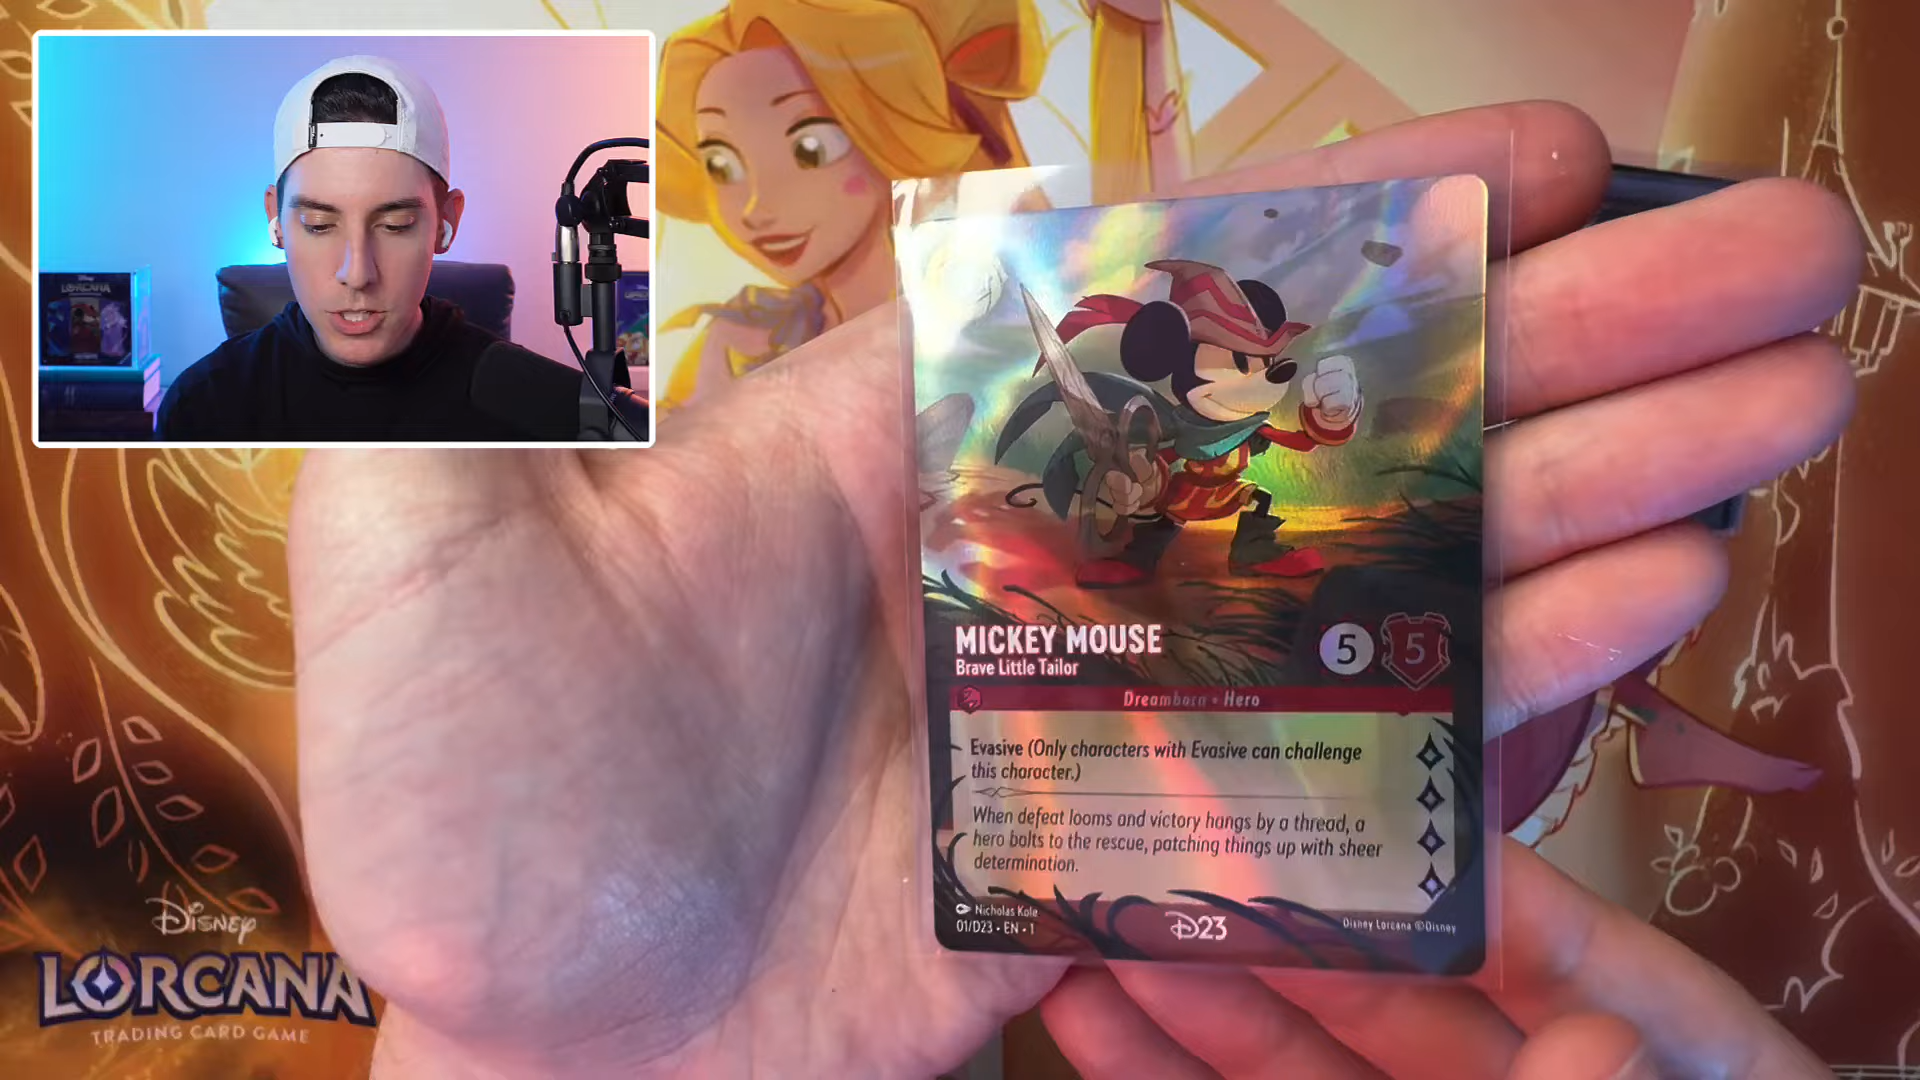 LORCANA
MICKEY MOUSE
Brave Little Tailor
5 5
Dreamborn • Hero
Evasive (Only characters with Evasive can challenge
this character.)
When defeat looms and victory hangs by a thread, a
hero bolts to the rescue, patching things up with sheer
determination.
Nicholas Kole
01/D23 • EN • 1
D23
Disney Lorcana ©Disney
Disney
LORCANA
TRADING CARD GAME